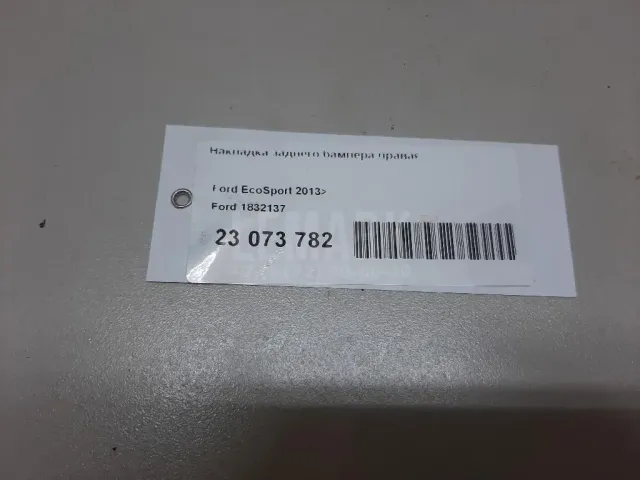 Накладка заднего бампера правая
Ford EcoSport 2013>
Ford 1832137
23 073 782